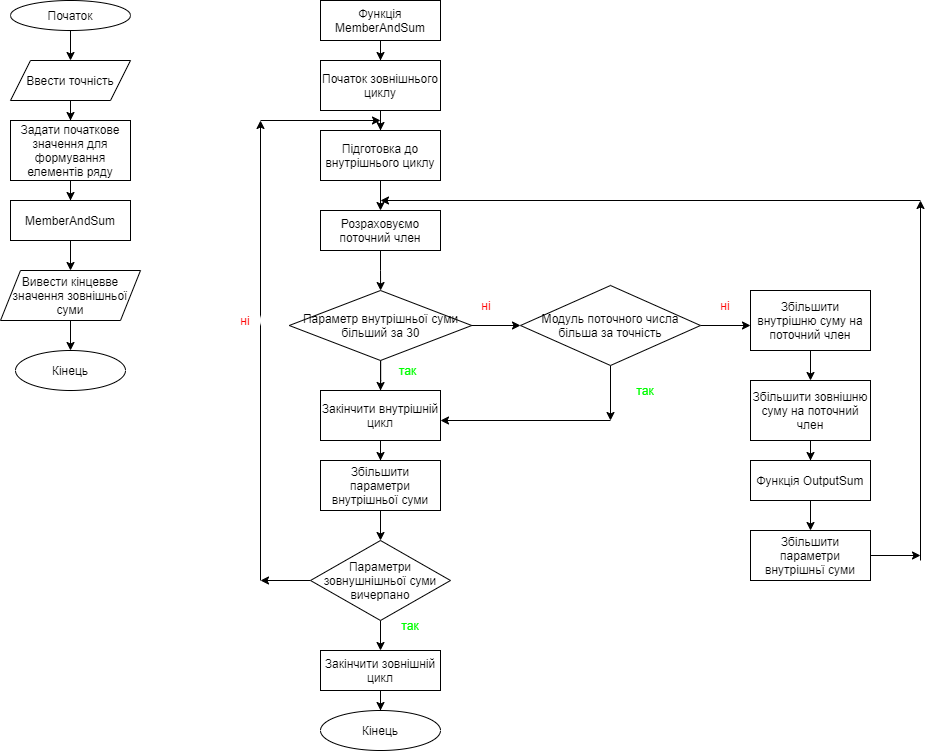 Початок
Ввести точність
Задати початкове
значення для
формування
елементів ряду
MemberAndSum
Вивести кінцевве
значення зовнішньої
суми
Кінець
Функція
MemberAndSum
Початок зовнішнього
циклу
Підготовка до
внутрішнього циклу
Розраховуємо
поточний член
Параметр внутрішньої суми
більший за 30
ні
так
Модуль поточного числа
більша за точність
ні
так
Збільшити
внутрішню суму на
поточний член
Збільшити зовнішню
суму на поточний
член
Функція OutputSum
Збільшити
параметри
внутрішньї суми
Закінчити внутрішній
цикл
Збільшити
параметри
внутрішньої суми
Параметри
зовнушнішньої суми
вичерпано
ні
так
Закінчити зовнішній
цикл
Кінець